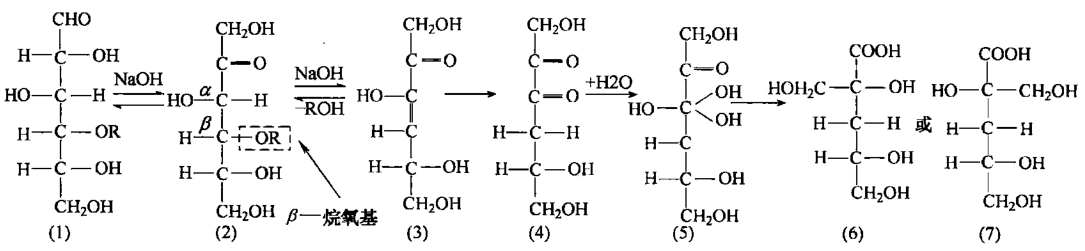 CHO
H OH
HO H
H OR
H OH
CH₂OH
(1)
NaOH
CH₂OH
C O
α
HO H
β
H OR
H OH
CH₂OH
(2)
β—烷氧基
NaOH
–ROH
CH₂OH
C O
HO C
H C
H OH
CH₂OH
(3)
CH₂OH
C O
C O
H C H
H C OH
CH₂OH
(4)
+H2O
CH₂OH
C O
HO C OH
OH
H C
H C OH
CH₂OH
(5)
COOH
HOH₂C C OH
H C H
H C OH
CH₂OH
(6)
或
COOH
HO C CH₂OH
H C H
H C OH
CH₂OH
(7)